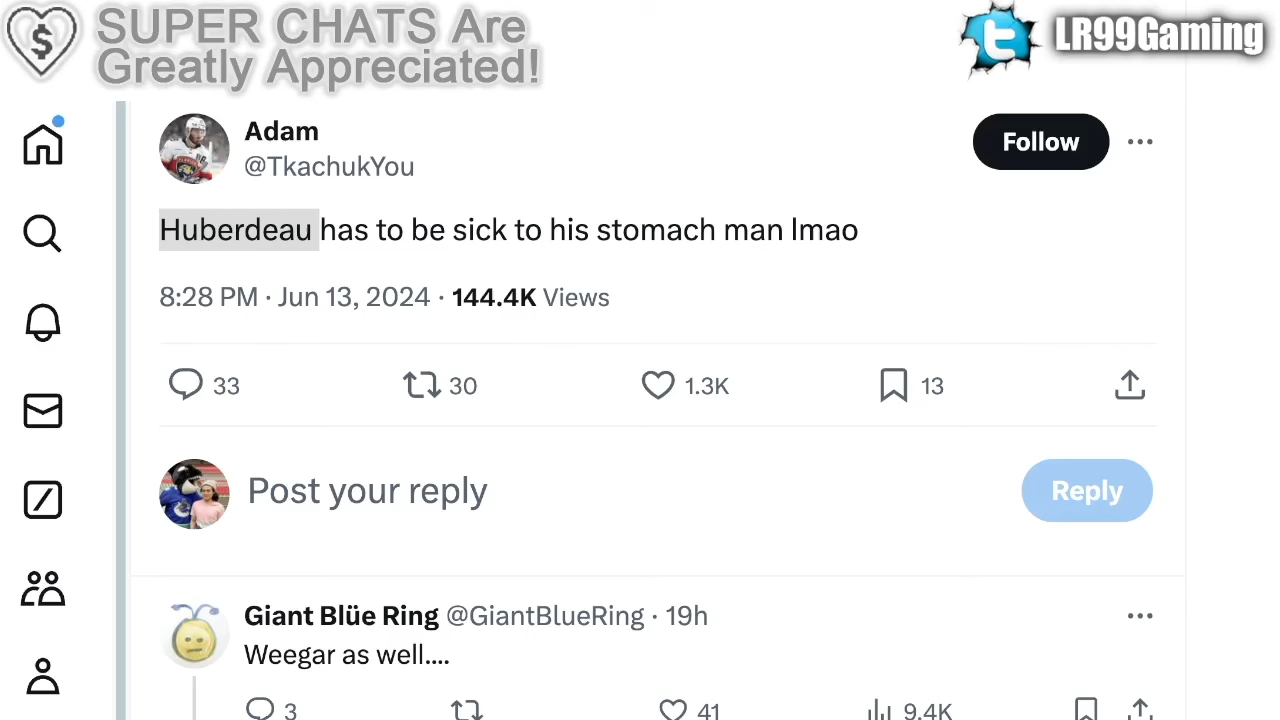 SUPER CHATS Are
Greatly Appreciated!
LR99Gaming
Adam
@TkachukYou
Follow
Huberdeau has to be sick to his stomach man lmao
8:28 PM · Jun 13, 2024 · 144.4K Views
33 30 1.3K 13
Post your reply
Reply
Giant Blüe Ring @GiantBlueRing · 19h
Weegar as well....
3 41 9.4K